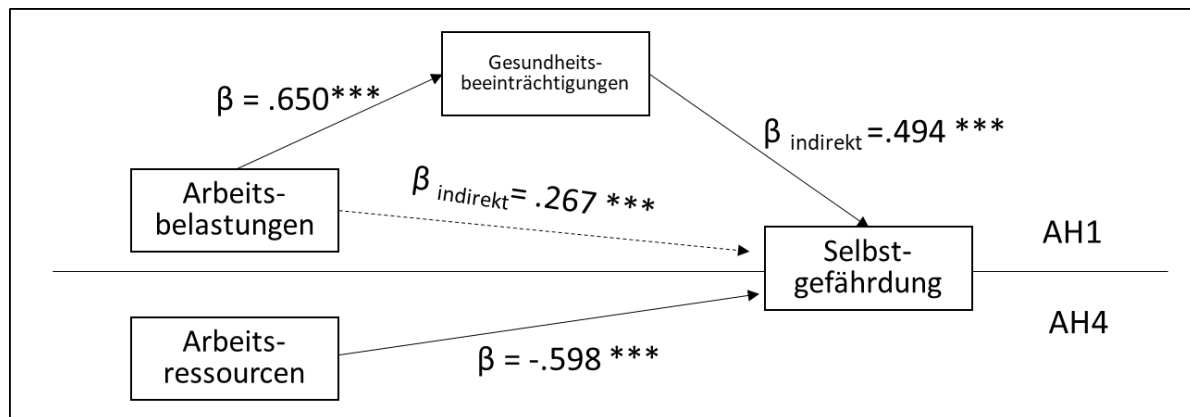 Gesundheits-
beeinträchtigungen
β = .650***
β indirekt =.494 ***
Arbeits-
belastungen
β indirekt= .267 ***
Selbst-
gefährdung
AH1
AH4
Arbeits-
ressourcen
β = -.598 ***